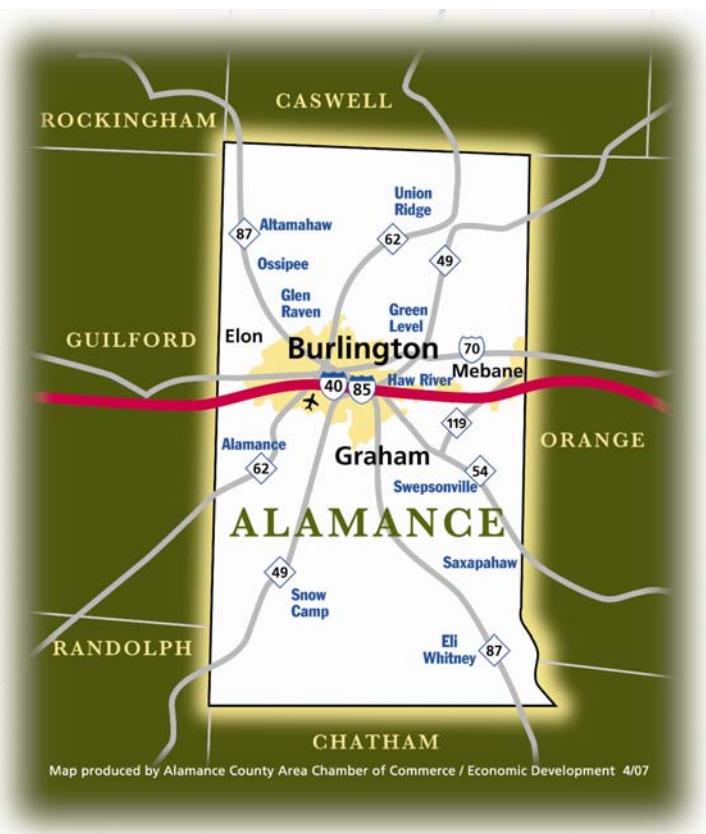 CASWELL
ROCKINGHAM
Union
Ridge
87
Altamahaw
62
49
Ossipee
Glen
Raven
Green
Level
GUILFORD
Elon
Burlington
70
Mebane
40
85
Haw River
119
Alamance
Graham
ORANGE
62
54
Swepsonville
ALAMANCE
Saxapahaw
49
Snow
Camp
RANDOLPH
Eli
Whitney
87
CHATHAM
Map produced by Alamance County Area Chamber of Commerce / Economic Development 4/07